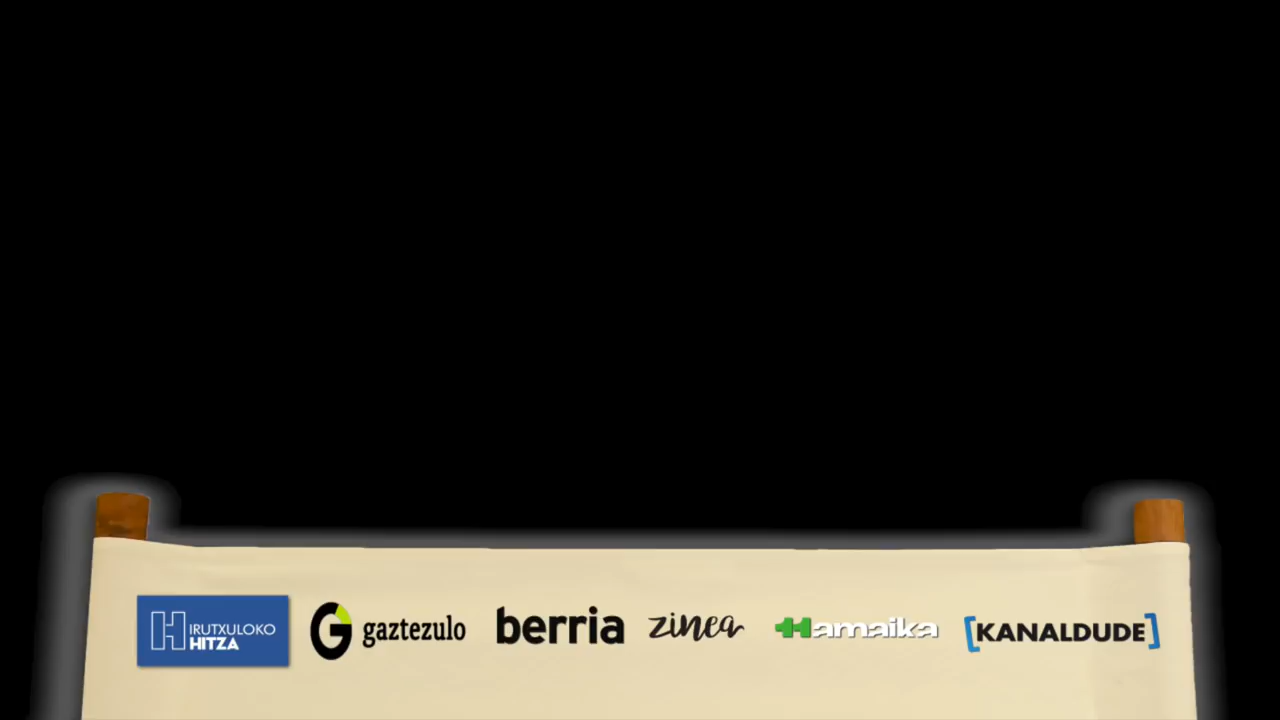 IRUTXULOKO
HITZA
gaztezulo
berria
zinea
Hamaika
[KANALDUDE]